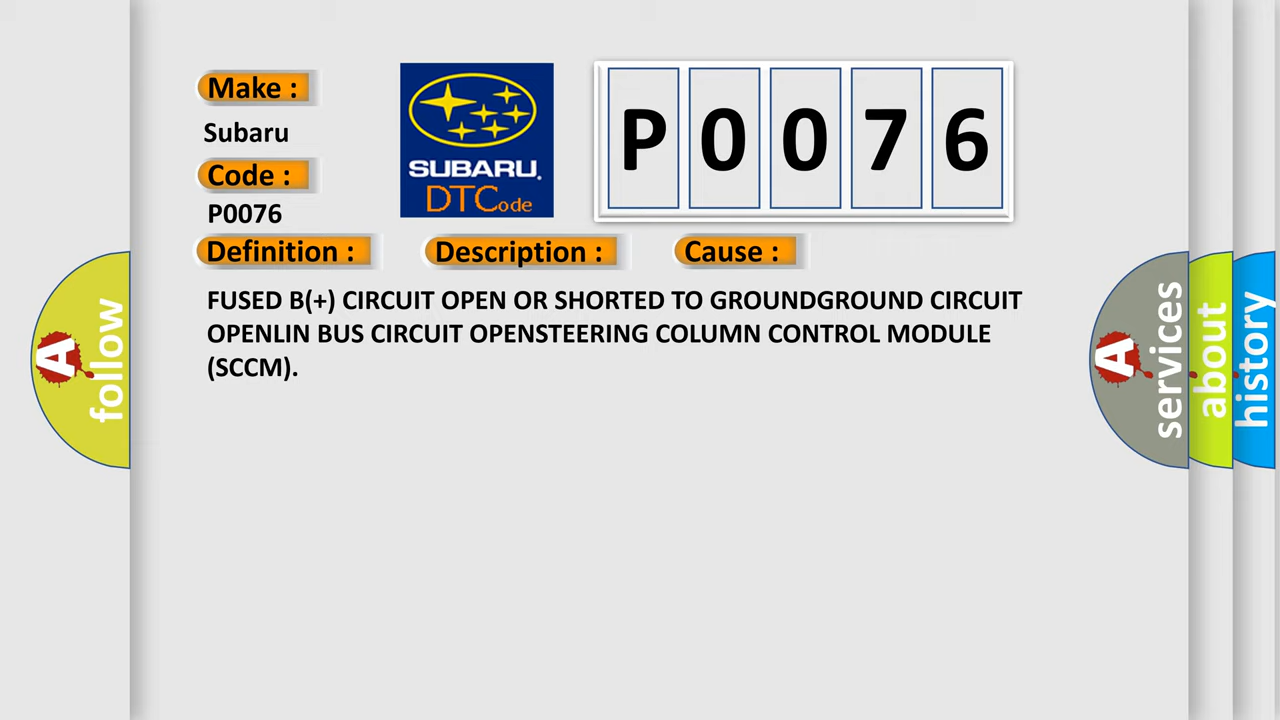 Make :
Subaru
Code :
P0076
SUBARU
DTCode
P0076
Definition :
Description :
Cause :
FUSED B(+) CIRCUIT OPEN OR SHORTED TO GROUNDGROUND CIRCUIT
OPENLIN BUS CIRCUIT OPENSTEERING COLUMN CONTROL MODULE
(SCCM).
A follow
A services
about
history